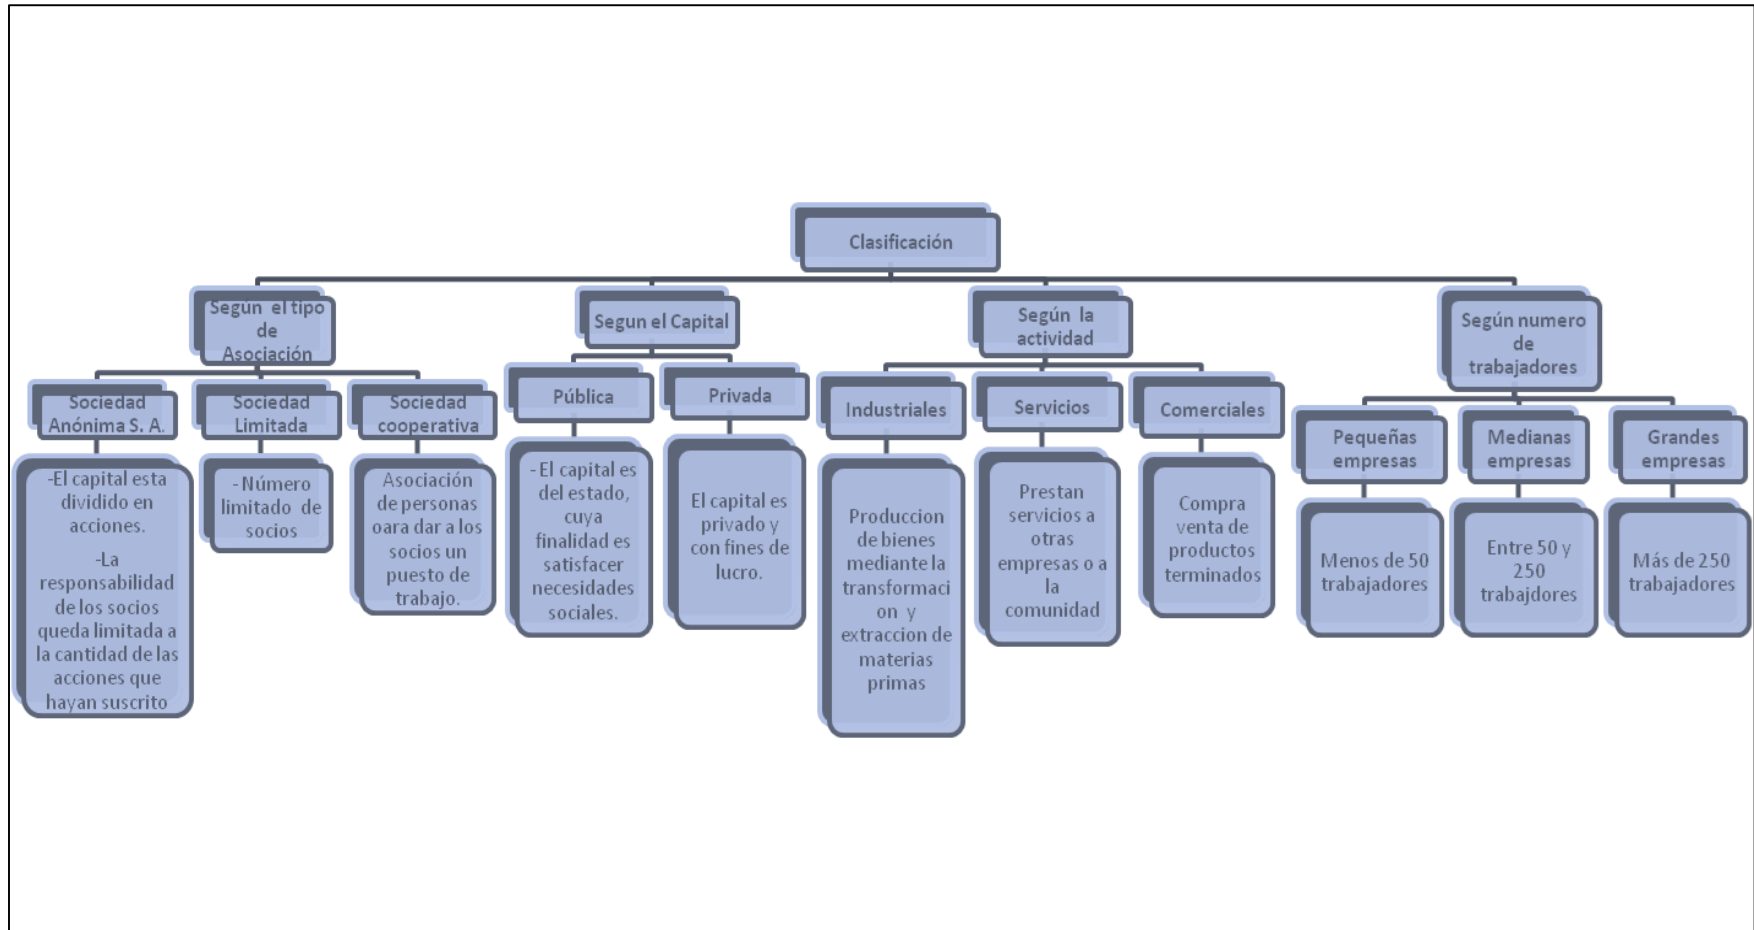 Clasificación
Según el tipo
de
Asociación
Sociedad
Anónima S. A.
-El capital esta
dividido en
acciones.
-La
responsabilidad
de los socios
queda limitada a
la cantidad de las
acciones que
hayan suscrito
Sociedad
Limitada
- Número
limitado de
socios
Sociedad
cooperativa
Asociación
de personas
oara dar a los
socios un
puesto de
trabajo.
Segun el Capital
Pública
- El capital es
del estado,
cuya
finalidad es
satisfacer
necesidades
sociales.
Privada
El capital es
privado y
con fines de
lucro.
Según la
actividad
Industriales
Produccion
de bienes
mediante la
transformaci
on y
extraccion de
materias
primas
Servicios
Prestan
servicios a
otras
empresas o a
la
comunidad
Comerciales
Compra
venta de
productos
terminados
Según numero
de
trabajadores
Pequeñas
empresas
Menos de 50
trabajadores
Medianas
empresas
Entre 50 y
250
trabajdores
Grandes
empresas
Más de 250
trabajadores